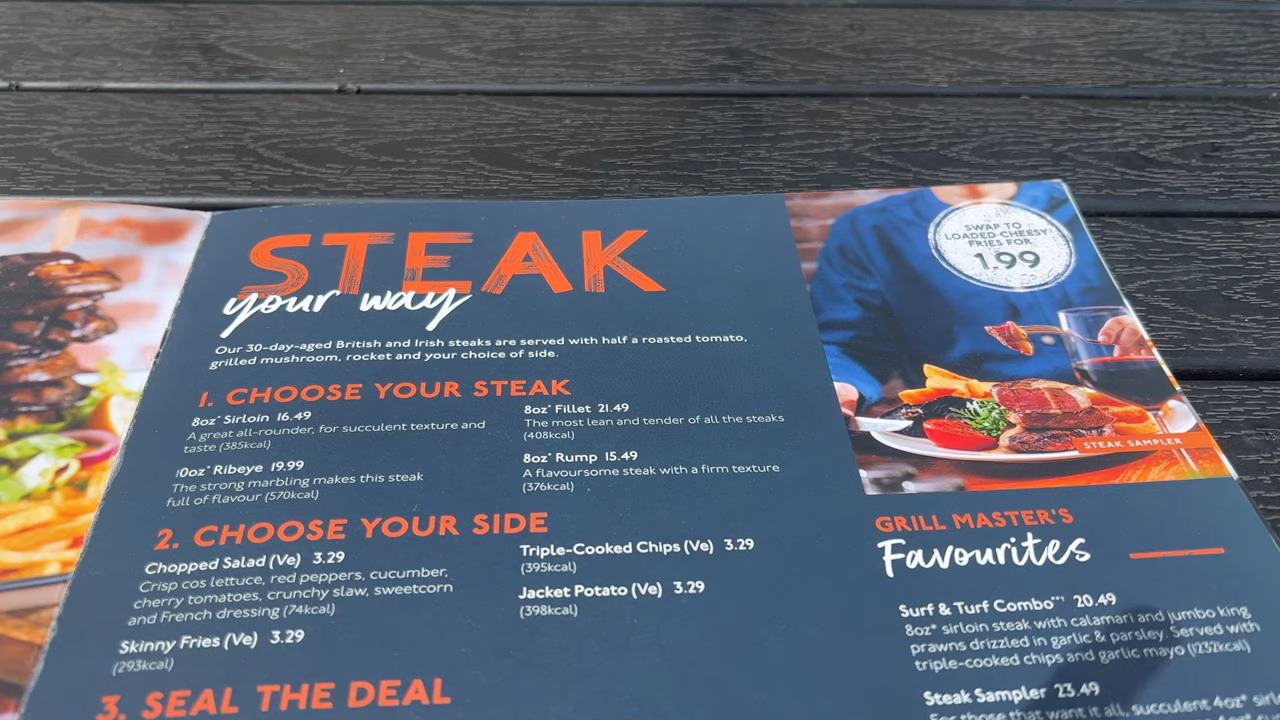 STEAK
your way
Our 30-day-aged British and Irish steaks are served with half a roasted tomato,
grilled mushroom, rocket and your choice of side.
1. CHOOSE YOUR STEAK
8oz* Sirloin 16.49
A great all-rounder, for succulent texture and
taste (385kcal)
10oz* Ribeye 19.99
The strong marbling makes this steak
full of flavour (570kcal)
8oz* Fillet 21.49
The most lean and tender of all the steaks
(408kcal)
8oz* Rump 15.49
A flavoursome steak with a firm texture
(376kcal)
2. CHOOSE YOUR SIDE
Chopped Salad (Ve) 3.29
Crisp cos lettuce, red peppers, cucumber,
cherry tomatoes, crunchy slaw, sweetcorn
and French dressing (74kcal)
Skinny Fries (Ve) 3.29
(293kcal)
Triple-Cooked Chips (Ve) 3.29
(395kcal)
Jacket Potato (Ve) 3.29
(398kcal)
3. SEAL THE DEAL
SWAP TO
LOADED CHEESY
FRIES FOR
1.99
STEAK SAMPLER
GRILL MASTER'S
Favourites
Surf & Turf Combo**† 20.49
8oz* sirloin steak with calamari and jumbo king
prawns drizzled in garlic & parsley. Served with
triple-cooked chips and garlic mayo (1232kcal)
Steak Sampler 23.49
For those that want it all, succulent 4oz*